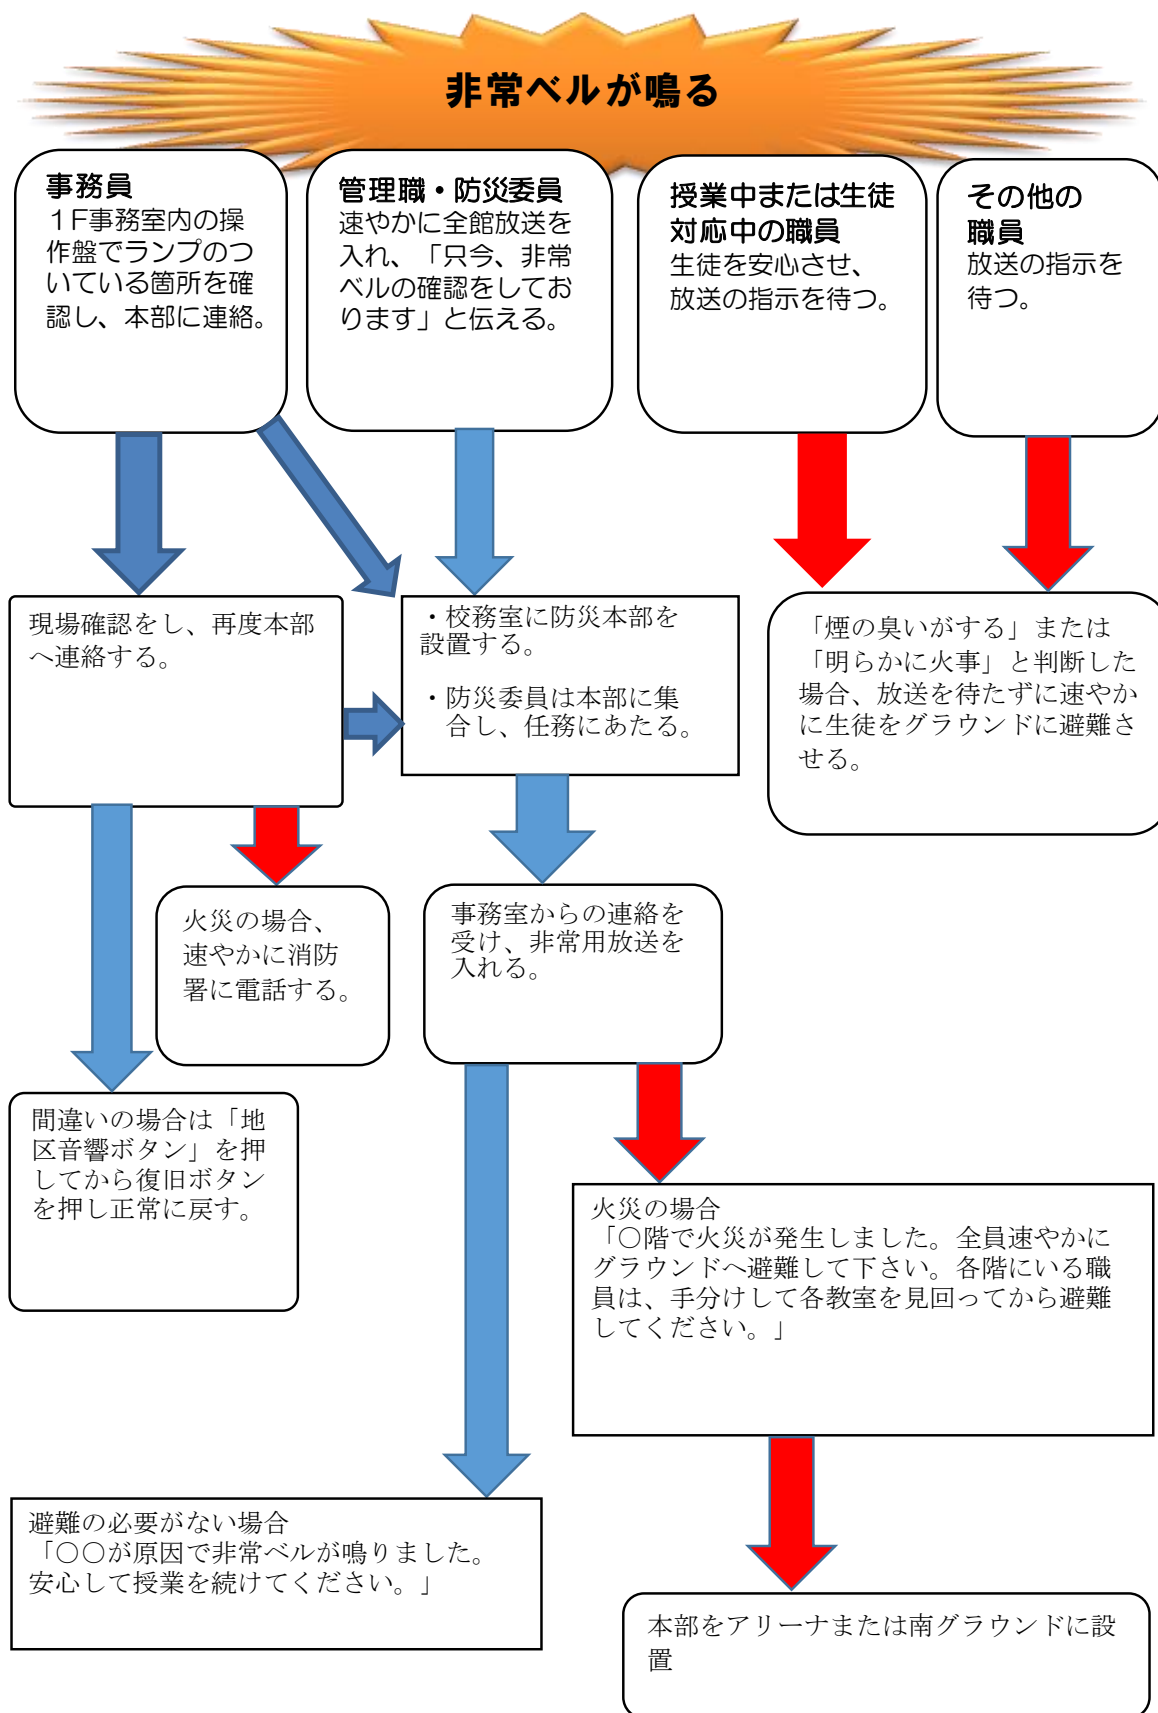 非常ベルが鳴る
事務員
１F事務室内の操
作盤でランプのつ
いている箇所を確
認し、本部に連絡。
管理職・防災委員
速やかに全館放送を
入れ、「只今、非常
ベルの確認をしてお
ります」と伝える。
授業中または生徒
対応中の職員
生徒を安心させ、
放送の指示を待つ。
その他の
職員
放送の指示を
待つ。
現場確認をし、再度本部
へ連絡する。
・校務室に防災本部を
設置する。
・防災委員は本部に集
合し、任務にあたる。
「煙の臭いがする」または
「明らかに火事」と判断した
場合、放送を待たずに速やか
に生徒をグラウンドに避難さ
せる。
火災の場合、
速やかに消防
署に電話する。
事務室からの連絡を
受け、非常用放送を
入れる。
間違いの場合は「地
区音響ボタン」を押
してから復旧ボタン
を押し正常に戻す。
火災の場合
「〇階で火災が発生しました。全員速やかに
グラウンドへ避難して下さい。各階にいる職
員は、手分けして各教室を見回ってから避難
してください。」
避難の必要がない場合
「〇〇が原因で非常ベルが鳴りました。
安心して授業を続けてください。」
本部をアリーナまたは南グラウンドに設
置